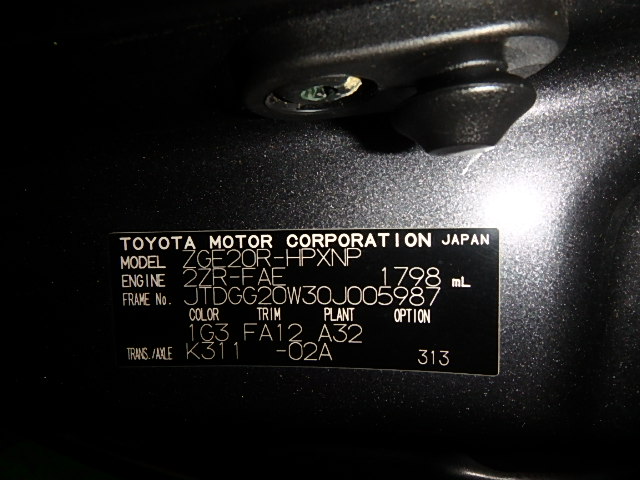 TOYOTA MOTOR CORPORATION JAPAN
MODEL ZGE20R-HPXNP
ENGINE 2ZR-FAE 1798 mL
FRAME No. JTDGG20W30J005987
COLOR TRIM PLANT OPTION
1G3 FA12 A32
TRANS./AXLE K311 -02A 313